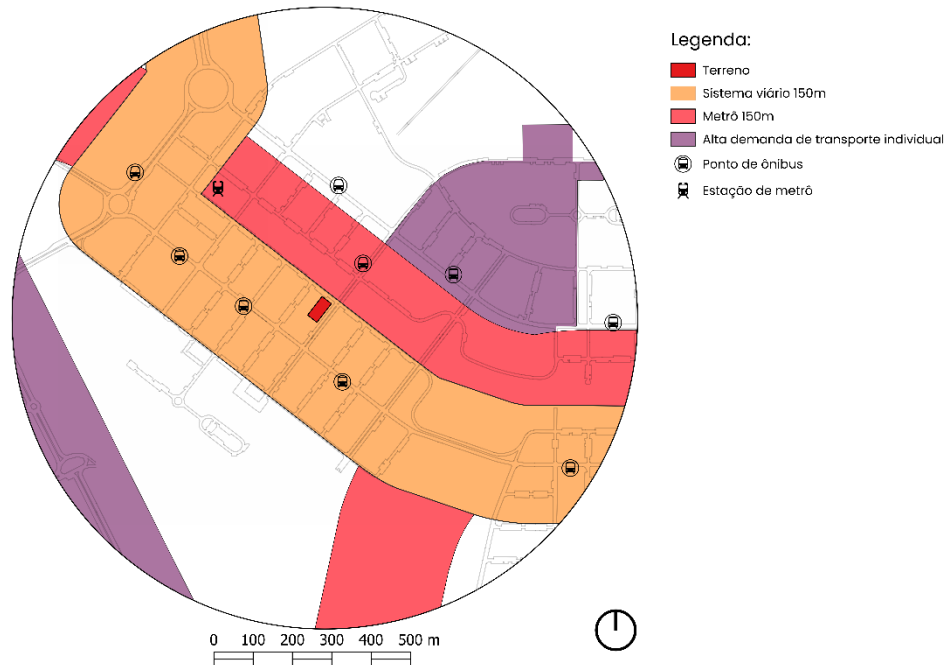 Legenda:
Terreno
Sistema viário 150m
Metrô 150m
Alta demanda de transporte individual
Ponto de ônibus
Estação de metrô
0 100 200 300 400 500 m